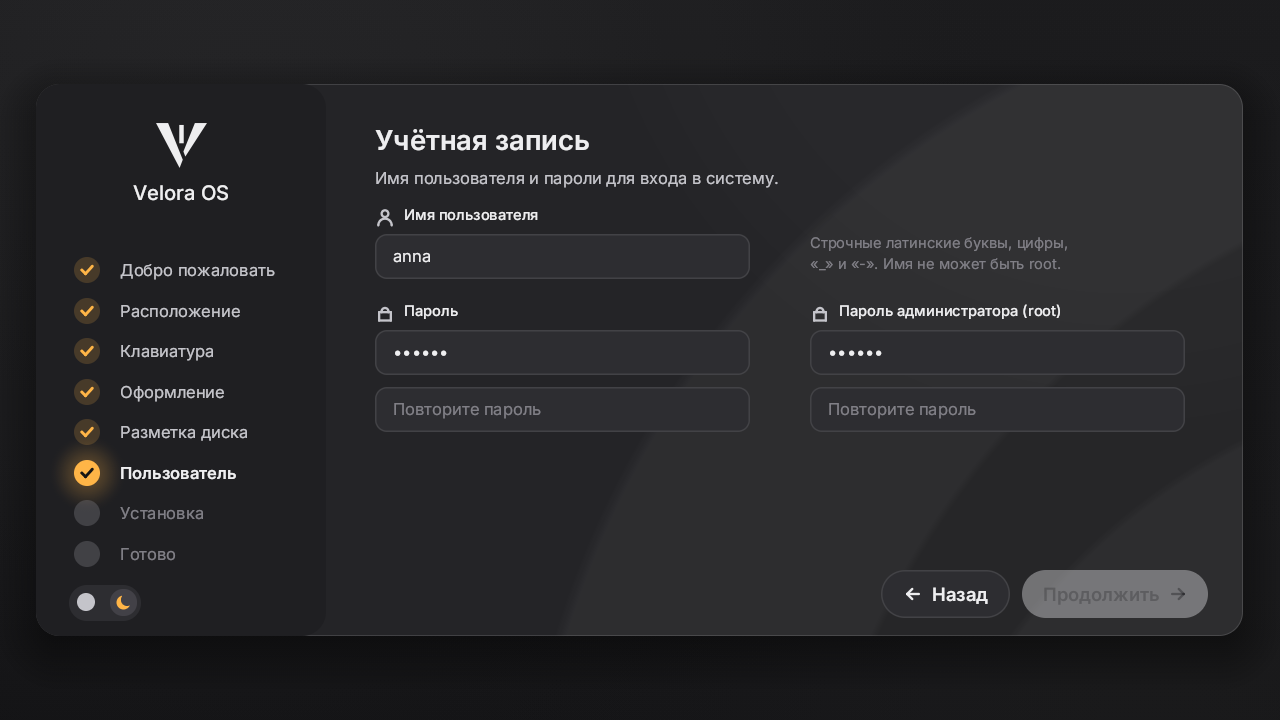 Velora OS
Добро пожаловать
Расположение
Клавиатура
Оформление
Разметка диска
Пользователь
Установка
Готово
Учётная запись
Имя пользователя и пароли для входа в систему.
Имя пользователя
anna
Строчные латинские буквы, цифры,
«_» и «-». Имя не может быть root.
Пароль
••••••
Повторите пароль
Пароль администратора (root)
••••••
Повторите пароль
Назад
Продолжить